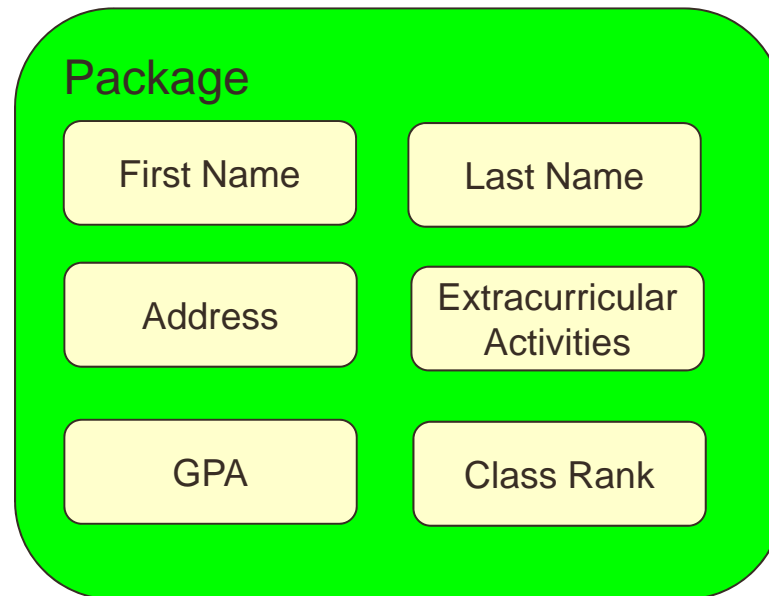 Package
First Name
Last Name
Address
Extracurricular
Activities
GPA
Class Rank